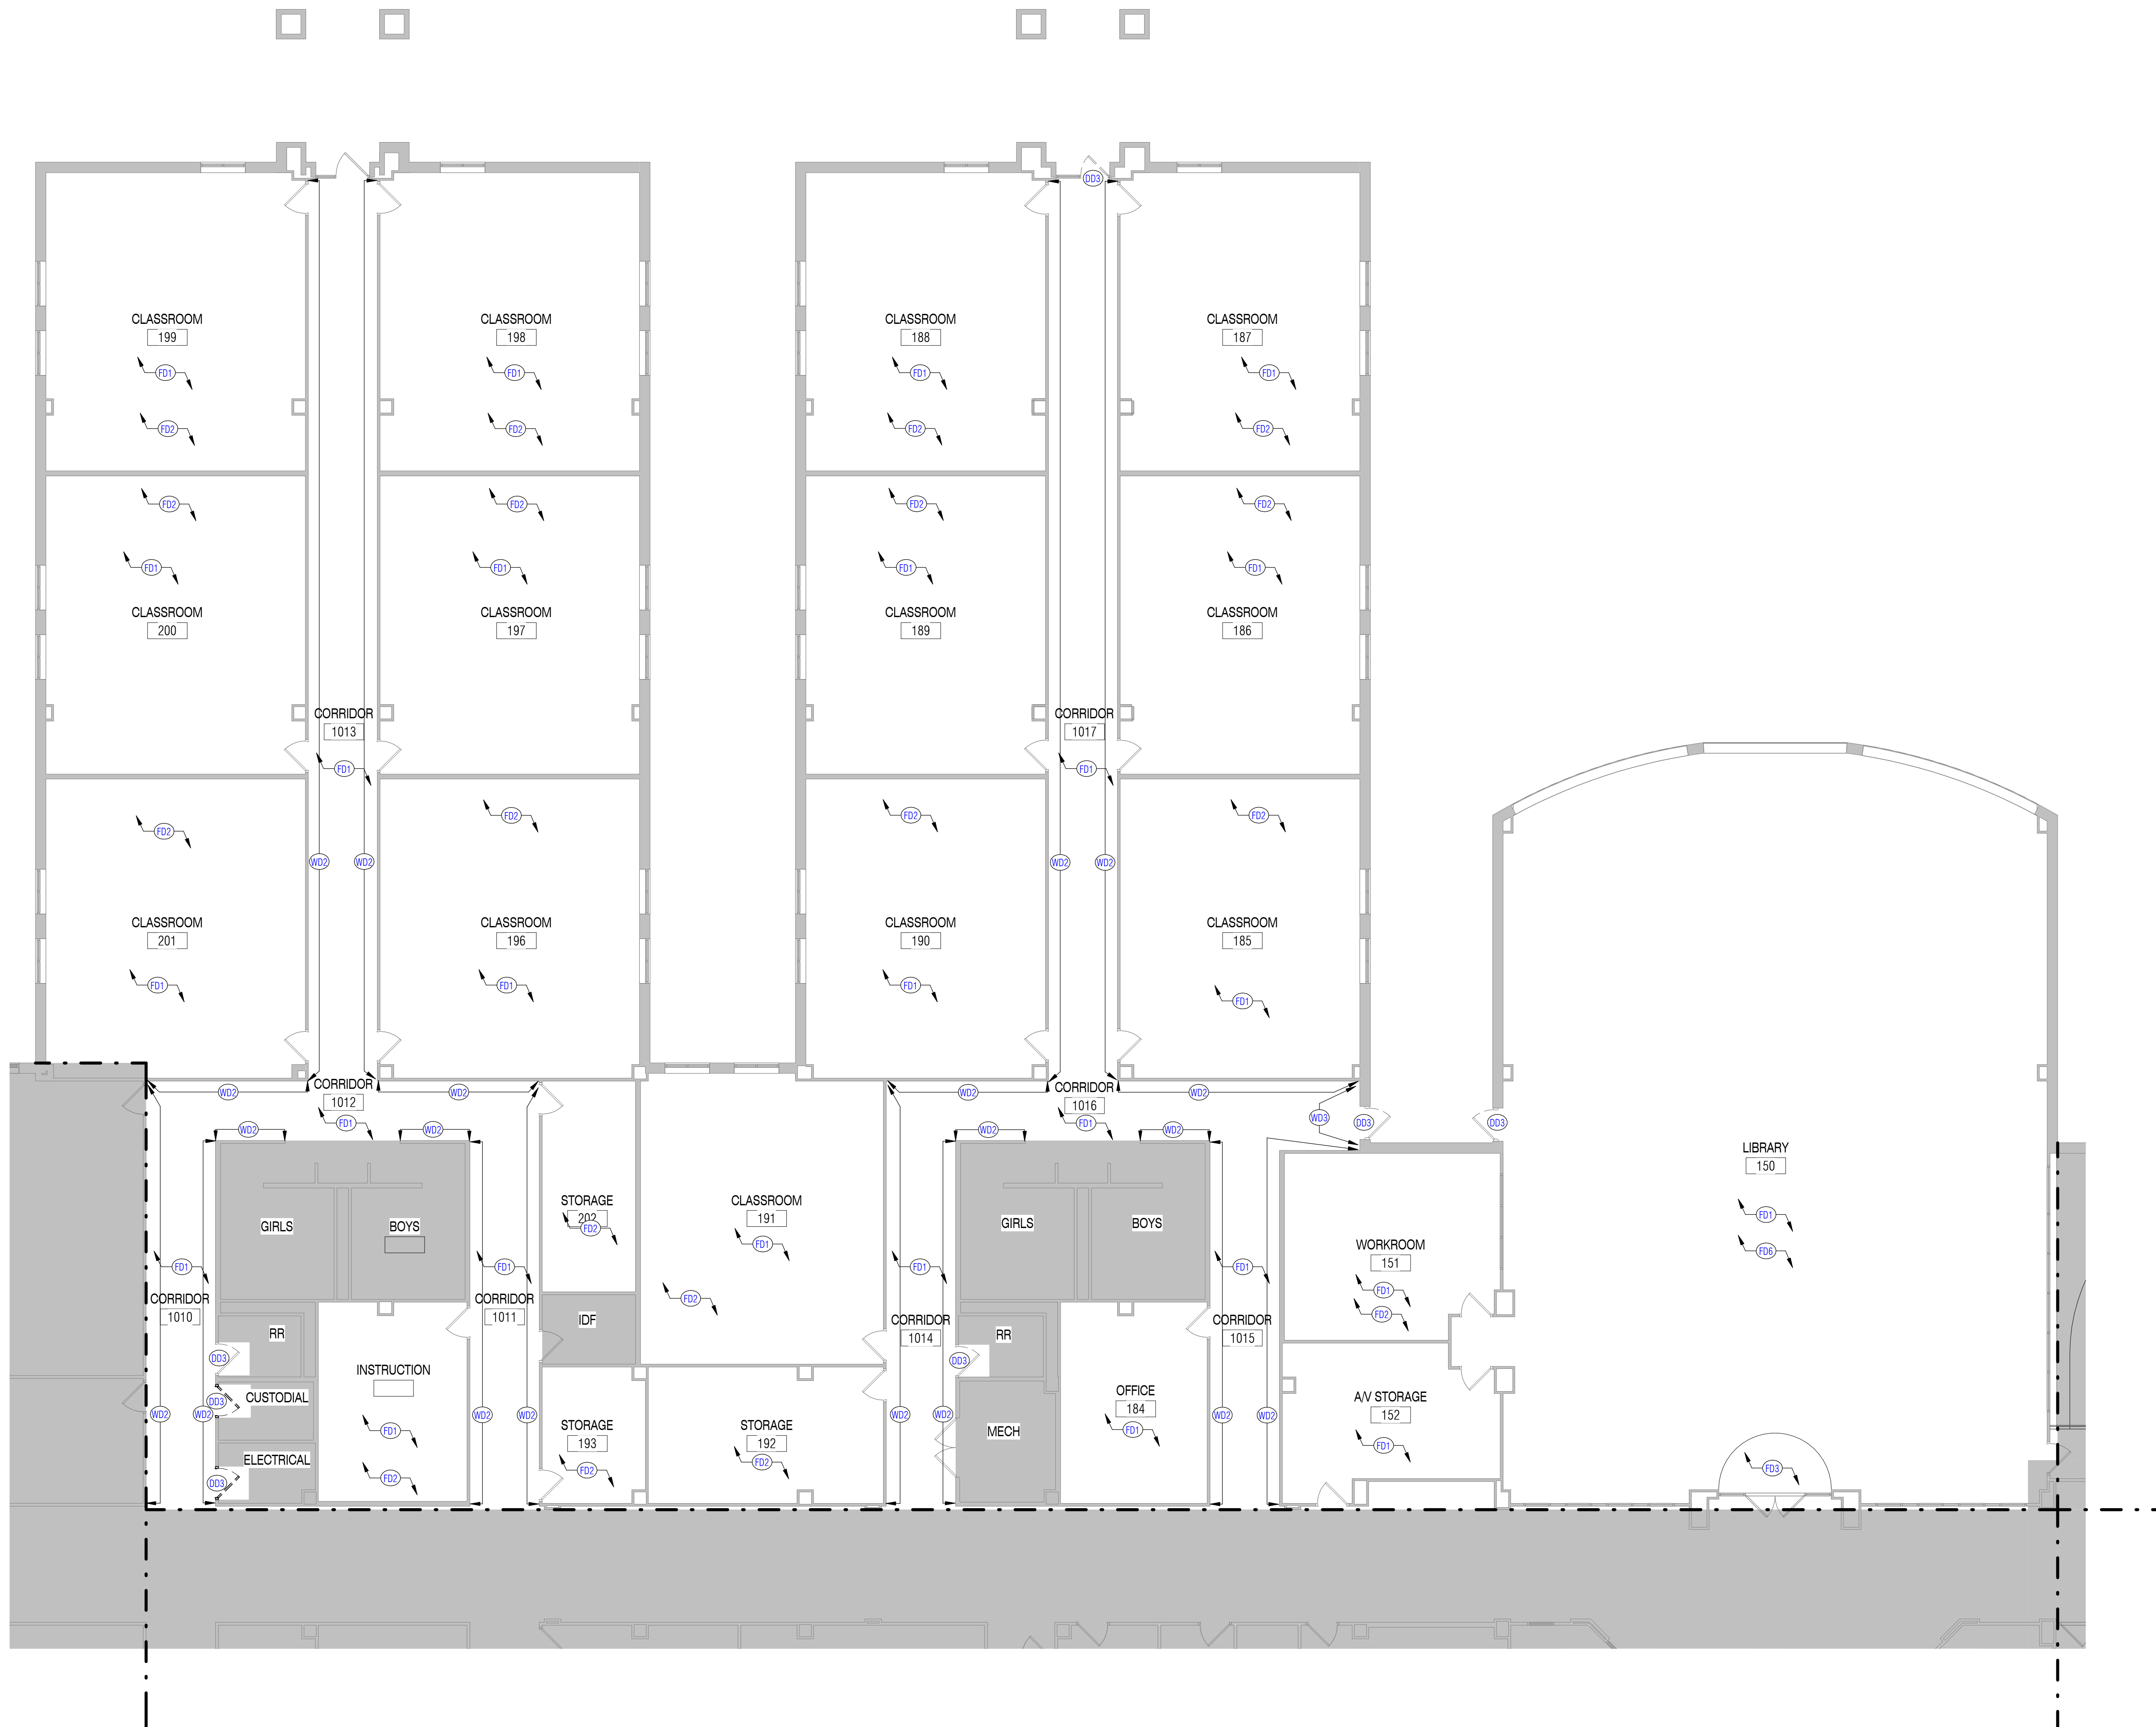 DD3
CLASSROOM
199
FD1
FD2
CLASSROOM
198
FD1
FD2
CLASSROOM
188
FD1
FD2
CLASSROOM
187
FD1
FD2
FD2
FD1
CLASSROOM
200
FD2
FD1
CLASSROOM
197
FD2
FD1
CLASSROOM
189
FD2
FD1
CLASSROOM
186
CORRIDOR
1013
FD1
CORRIDOR
1017
FD1
WD2
WD2
WD2
WD2
FD2
CLASSROOM
201
FD1
FD2
CLASSROOM
196
FD1
FD2
CLASSROOM
190
FD1
FD2
CLASSROOM
185
FD1
WD2
CORRIDOR
1012
FD1
WD2
WD2
WD2
WD2
CORRIDOR
1016
FD1
WD2
WD2
WD2
WD3
DD3
DD3
LIBRARY
150
FD1
FD6
GIRLS
BOYS
STORAGE
202
FD2
CLASSROOM
191
FD1
FD2
GIRLS
BOYS
WORKROOM
151
FD1
FD2
FD1
CORRIDOR
1010
FD1
CORRIDOR
1011
FD1
CORRIDOR
1014
FD1
CORRIDOR
1015
RR
DD3
IDF
RR
DD3
INSTRUCTION
FD1
FD2
CUSTODIAL
DD3
ELECTRICAL
DD3
WD2
WD2
WD2
WD2
STORAGE
193
FD2
STORAGE
192
FD2
WD2
WD2
MECH
OFFICE
184
FD1
WD2
WD2
A/V STORAGE
152
FD1
FD3